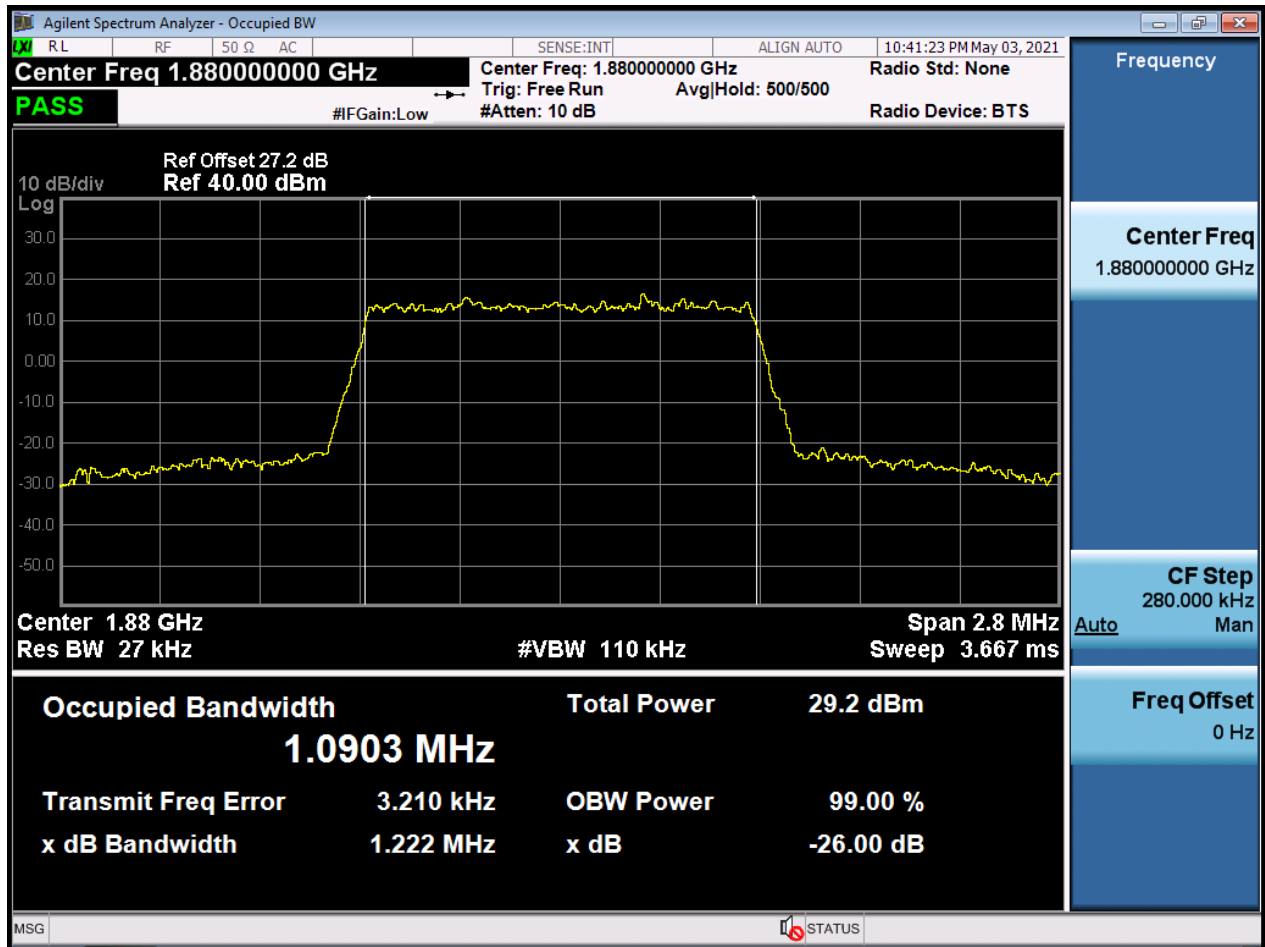 Agilent Spectrum Analyzer - Occupied BW
LXI RL RF 50 Ω AC SENSE:INT ALIGN AUTO 10:41:23 PM May 03, 2021
Center Freq 1.880000000 GHz
PASS
#IFGain:Low
Center Freq: 1.880000000 GHz
Trig: Free Run Avg|Hold: 500/500
#Atten: 10 dB
Radio Std: None
Radio Device: BTS
Ref Offset 27.2 dB
10 dB/div Ref 40.00 dBm
Log
30.0
20.0
10.0
0.00
-10.0
-20.0
-30.0
-40.0
-50.0
Center 1.88 GHz Span 2.8 MHz
Res BW 27 kHz #VBW 110 kHz Sweep 3.667 ms
Occupied Bandwidth Total Power 29.2 dBm
1.0903 MHz
Transmit Freq Error 3.210 kHz OBW Power 99.00 %
x dB Bandwidth 1.222 MHz x dB -26.00 dB
Frequency
Center Freq
1.880000000 GHz
CF Step
280.000 kHz
Auto Man
Freq Offset
0 Hz
MSG STATUS